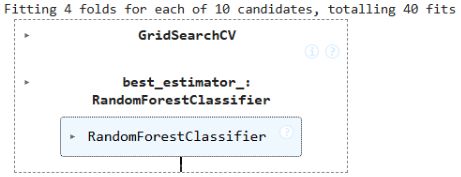 Fitting 4 folds for each of 10 candidates, totalling 40 fits
▸ GridSearchCV
i ?
▸ best_estimator_:
RandomForestClassifier
▸ RandomForestClassifier ?